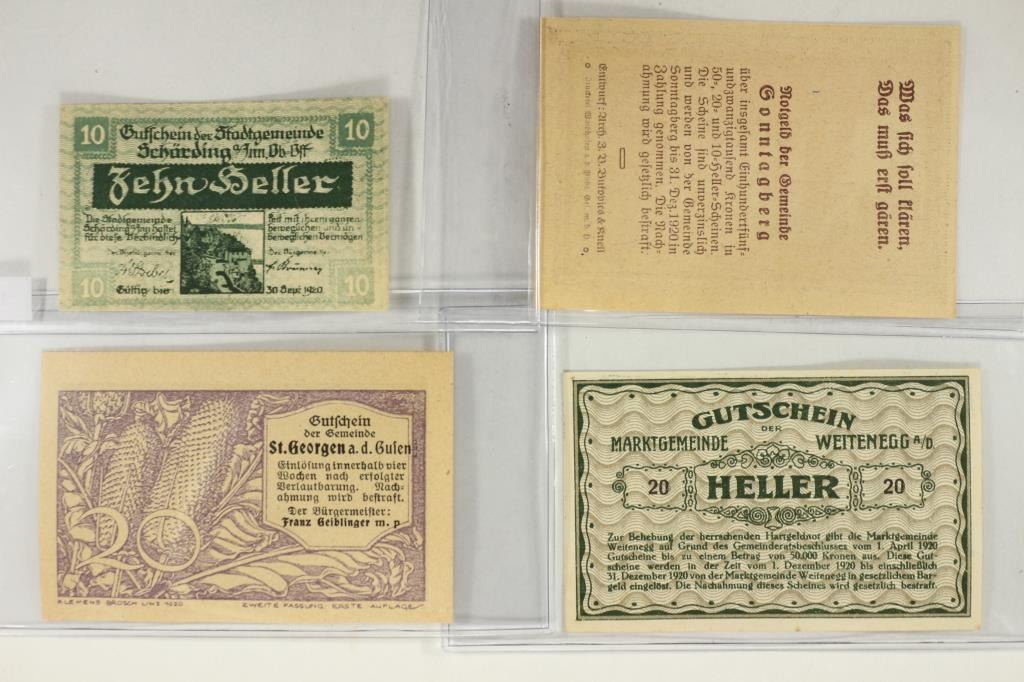 10 10
Gutschein der Stadtgemeinde
Schärding a/Inn, Ob. Öst
Zehn Heller
Die Stadtgemeinde
Schärding a/Inn haftet
für diese Verbindlich
keit mit ihrem ganzen
beweglichen und un
beweglichen Vermögen
Der Bürgermeister:
10 10
Gültig bis 30 Sept 1920
Was sich soll klären,
Das muß erst gären.
Notgeld der Gemeinde
Sonntagberg
über insgesamt Einhundertfünf-
undzwanzigtausend Kronen in
50-, 20- und 10-Heller-Scheinen.
Die Scheine sind unverzinslich
und werden von der Gemeinde
Sonntagberg bis 31. Dez. 1920 in
Zahlung genommen. Die Nach-
ahmung wird gesetzlich bestraft.
Entwurf: Arch.
Gutschein
der Gemeinde
St. Georgen a. d. Gusen
Einlösung innerhalb vier
Wochen nach erfolgter
Verlautbarung. Nach-
ahmung wird bestraft.
Der Bürgermeister:
Franz Geiblinger m. p
20
KLEMENS BROSCH LINZ 1920
ZWEITE FASSUNG ERSTE AUFLAGE
GUTSCHEIN
DER
MARKTGEMEINDE WEITENEGG A/D.
20 HELLER 20
Zur Behebung der herrschenden Hartgeldnot gibt die Marktgemeinde
Weitenegg auf Grund des Gemeinderatsbeschlusses vom 1. April 1920
Gutscheine bis zu einem Betrag von 50.000 Kronen aus. Diese Gut-
scheine werden in der Zeit vom 1. Dezember 1920 bis einschließlich
31. Dezember 1920 von der Marktgemeinde Weitenegg in gesetzlichem Bar-
geld eingelöst. Die Nachahmung dieses Scheines wird gesetzlich bestraft.